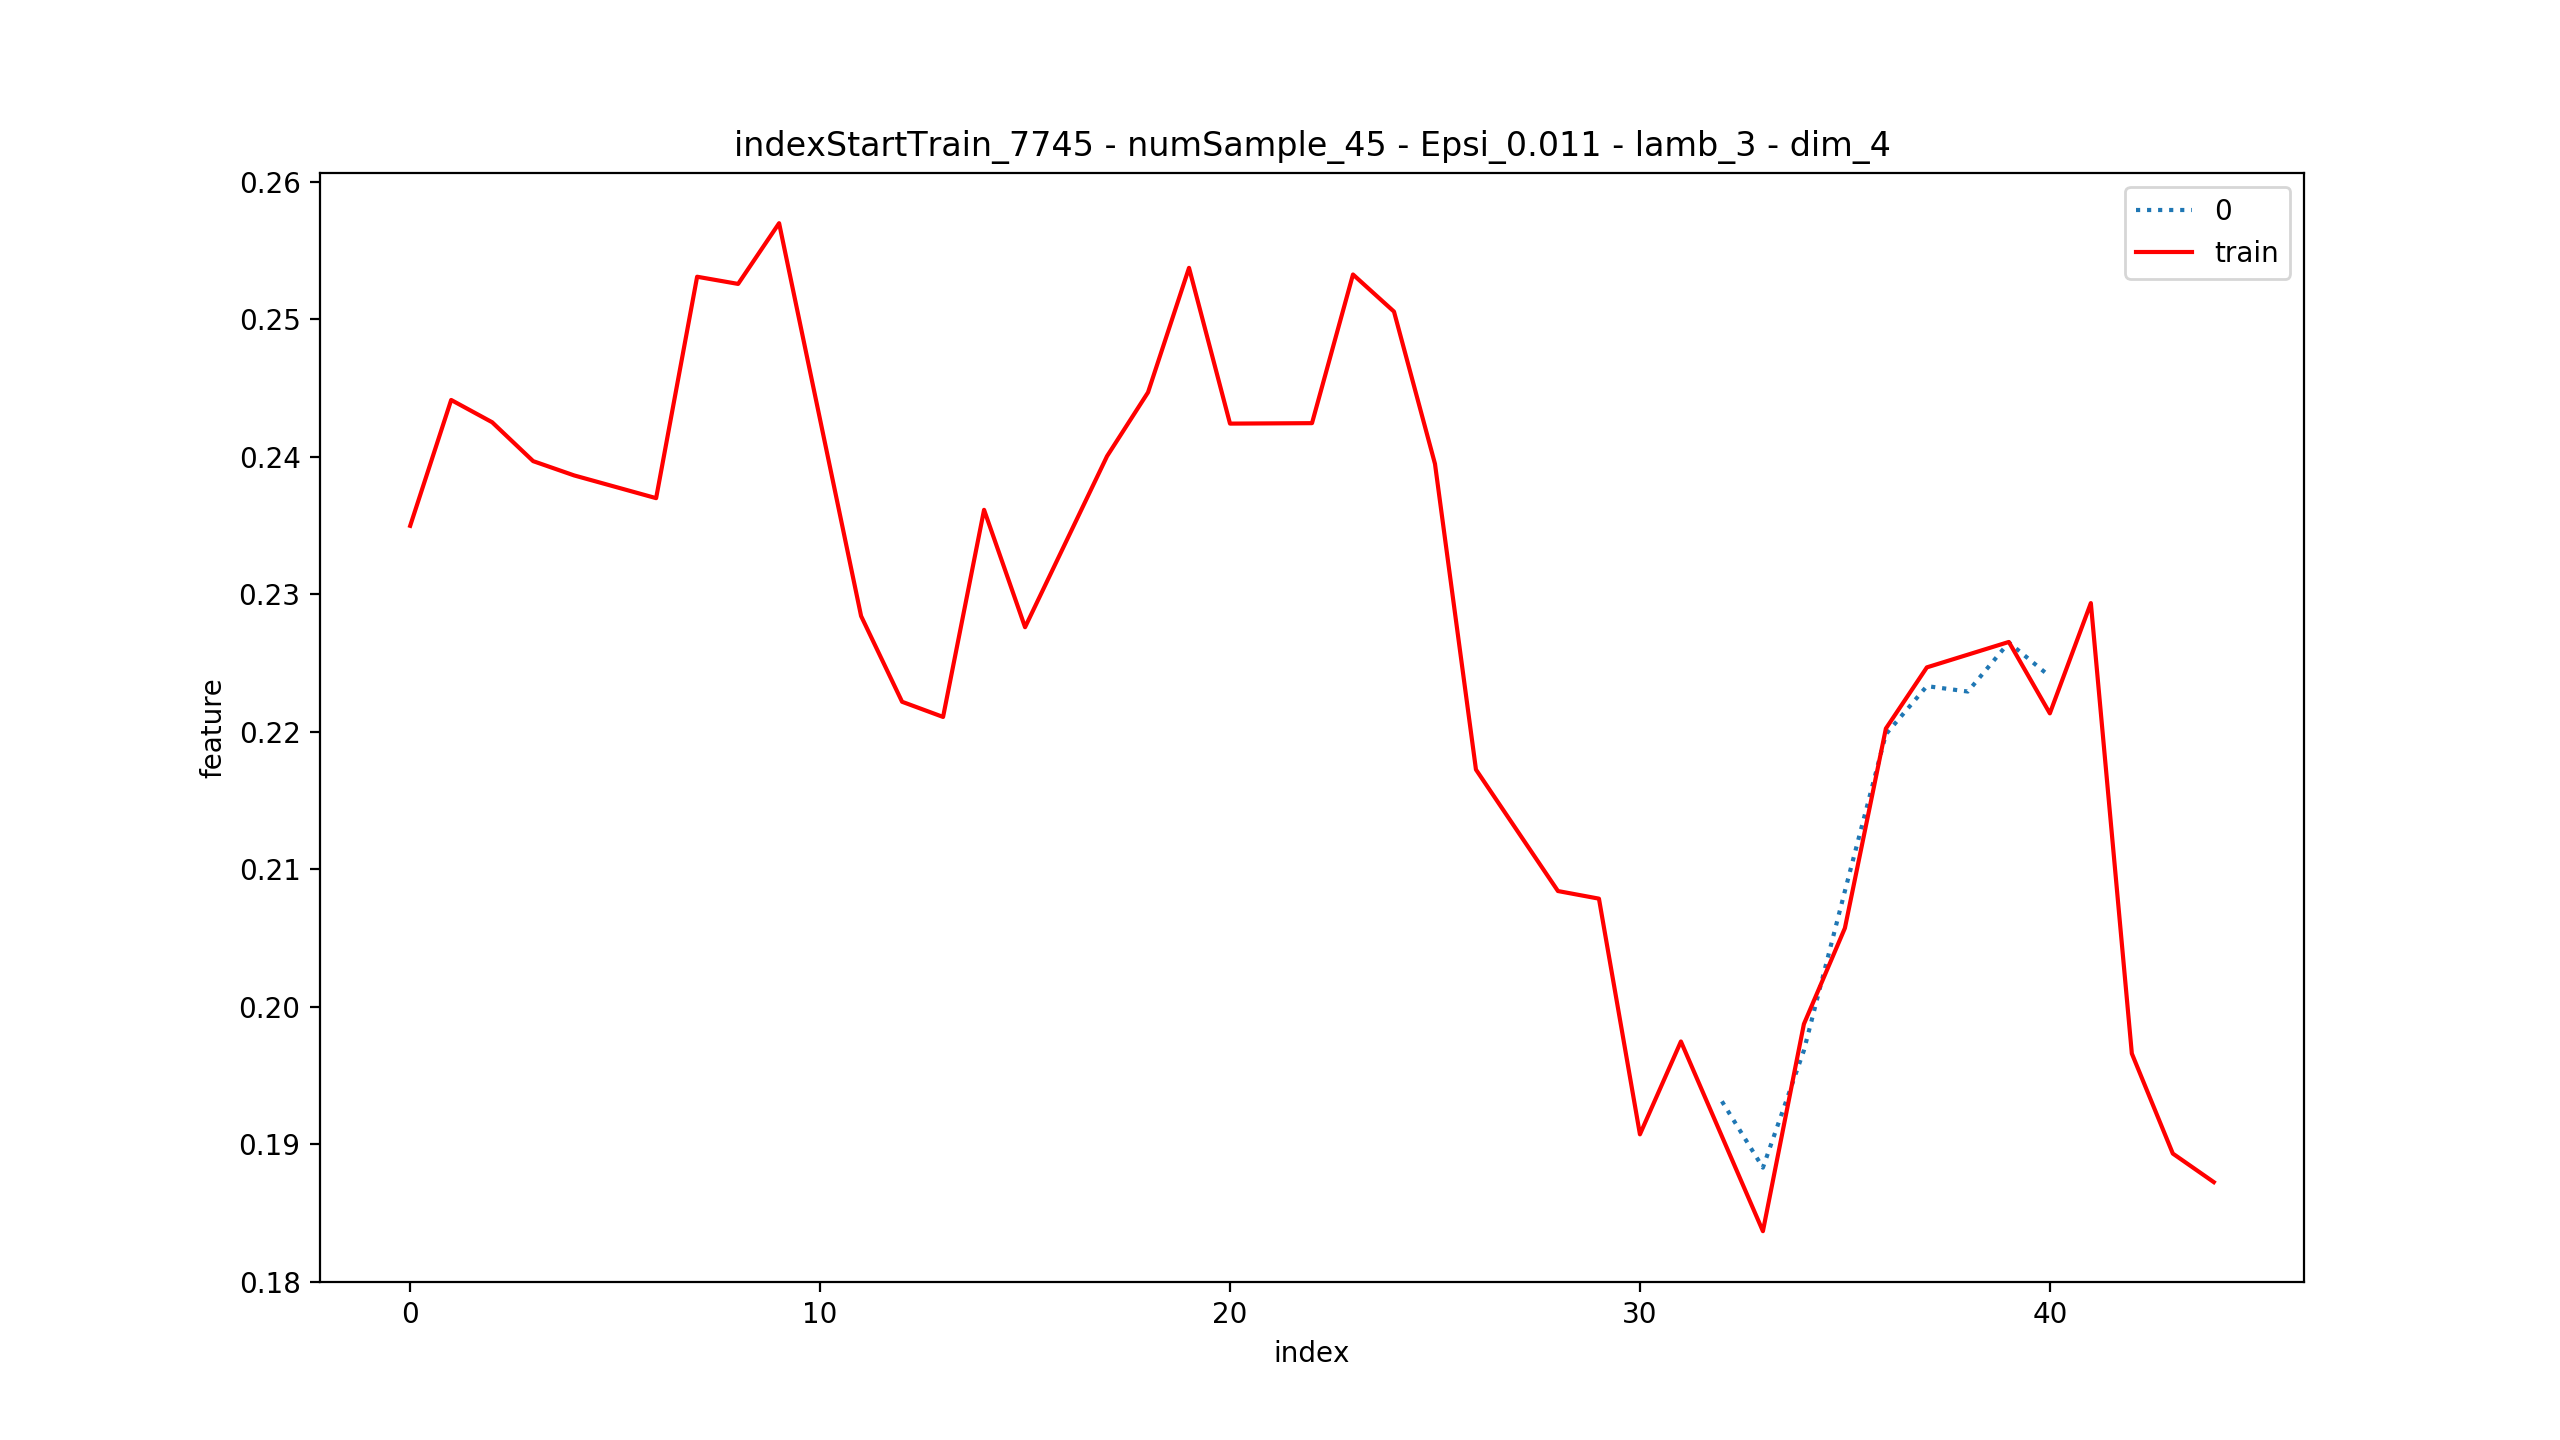 indexStartTrain_7745 - numSample_45 - Epsi_0.011 - lamb_3 - dim_4
0
train
0.26
0.25
0.24
0.23
0.22
0.21
0.20
0.19
0.18
feature
0 10 20 30 40
index